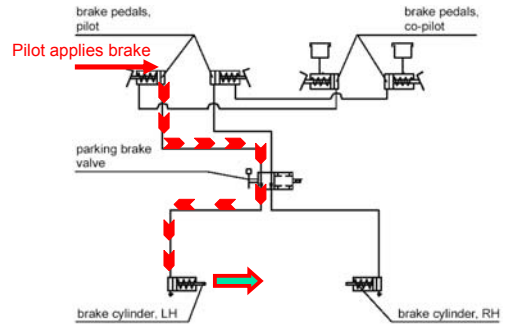 brake pedals,
pilot
brake pedals,
co-pilot
Pilot applies brake
parking brake
valve
brake cylinder, LH
brake cylinder, RH